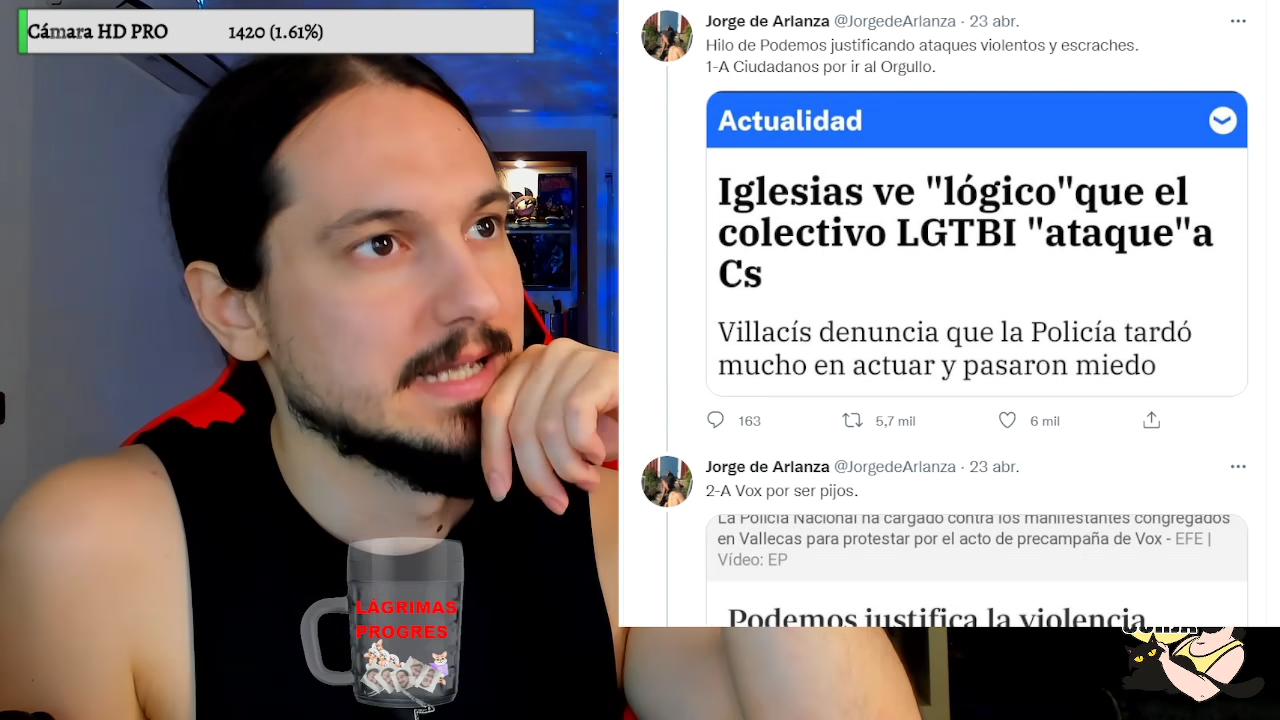 Cámara HD PRO 1420 (1.61%)
Jorge de Arlanza @JorgedeArlanza · 23 abr.
Hilo de Podemos justificando ataques violentos y escraches.
1-A Ciudadanos por ir al Orgullo.
Actualidad
Iglesias ve "lógico"que el
colectivo LGTBI "ataque"a
Cs
Villacís denuncia que la Policía tardó
mucho en actuar y pasaron miedo
163 5,7 mil 6 mil
Jorge de Arlanza @JorgedeArlanza · 23 abr.
2-A Vox por ser pijos.
La Policía Nacional ha cargado contra los manifestantes congregados
en Vallecas para protestar por el acto de precampaña de Vox - EFE |
Vídeo: EP
Podemos justifica la violencia
LÁGRIMAS
PROGRES